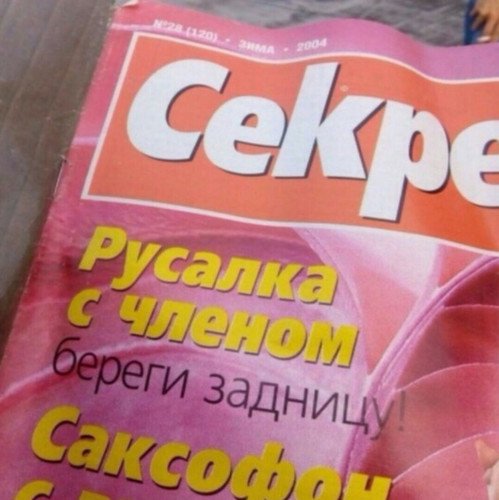 №28 (120) • ЗИМА • 2004
Секре
Русалка
с членом
береги задницу!
Саксофон
с